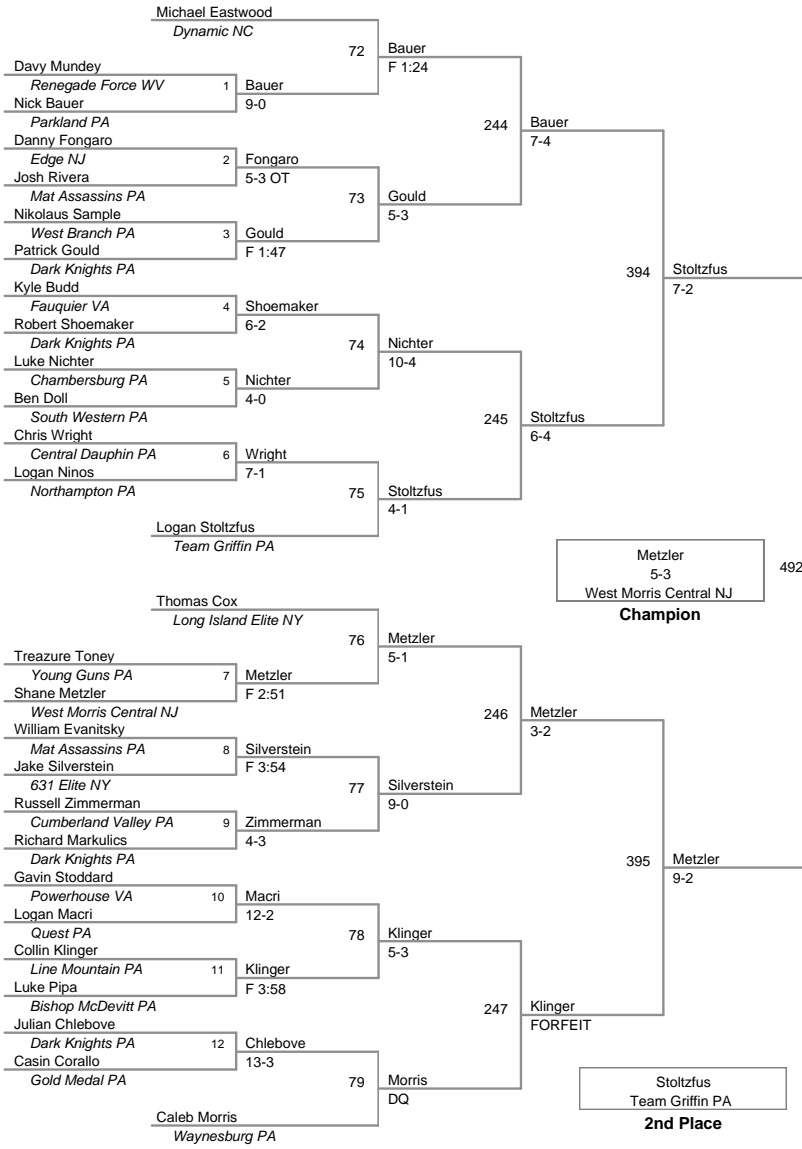 Michael Eastwood
Dynamic NC
72 Bauer
F 1:24
Davy Mundey
Renegade Force WV 1 Bauer
Nick Bauer 9-0
Parkland PA
244 Bauer
7-4
Danny Fongaro
Edge NJ 2 Fongaro
Josh Rivera 5-3 OT
Mat Assassins PA
73 Gould
5-3
Nikolaus Sample
West Branch PA 3 Gould
Patrick Gould F 1:47
Dark Knights PA
394 Stoltzfus
7-2
Kyle Budd
Fauquier VA 4 Shoemaker
Robert Shoemaker 6-2
Dark Knights PA
74 Nichter
10-4
Luke Nichter
Chambersburg PA 5 Nichter
Ben Doll 4-0
South Western PA
245 Stoltzfus
6-4
Chris Wright
Central Dauphin PA 6 Wright
Logan Ninos 7-1
Northampton PA
75 Stoltzfus
4-1
Logan Stoltzfus
Team Griffin PA
Metzler
5-3
West Morris Central NJ
492
Champion
Thomas Cox
Long Island Elite NY
76 Metzler
5-1
Treazure Toney
Young Guns PA 7 Metzler
Shane Metzler F 2:51
West Morris Central NJ
246 Metzler
3-2
William Evanitsky
Mat Assassins PA 8 Silverstein
Jake Silverstein F 3:54
631 Elite NY
77 Silverstein
9-0
Russell Zimmerman
Cumberland Valley PA 9 Zimmerman
Richard Markulics 4-3
Dark Knights PA
395 Metzler
9-2
Gavin Stoddard
Powerhouse VA 10 Macri
Logan Macri 12-2
Quest PA
78 Klinger
5-3
Collin Klinger
Line Mountain PA 11 Klinger
Luke Pipa F 3:58
Bishop McDevitt PA
247 Klinger
FORFEIT
Julian Chlebove
Dark Knights PA 12 Chlebove
Casin Corallo 13-3
Gold Medal PA
79 Morris
DQ
Caleb Morris
Waynesburg PA
Stoltzfus
Team Griffin PA
2nd Place